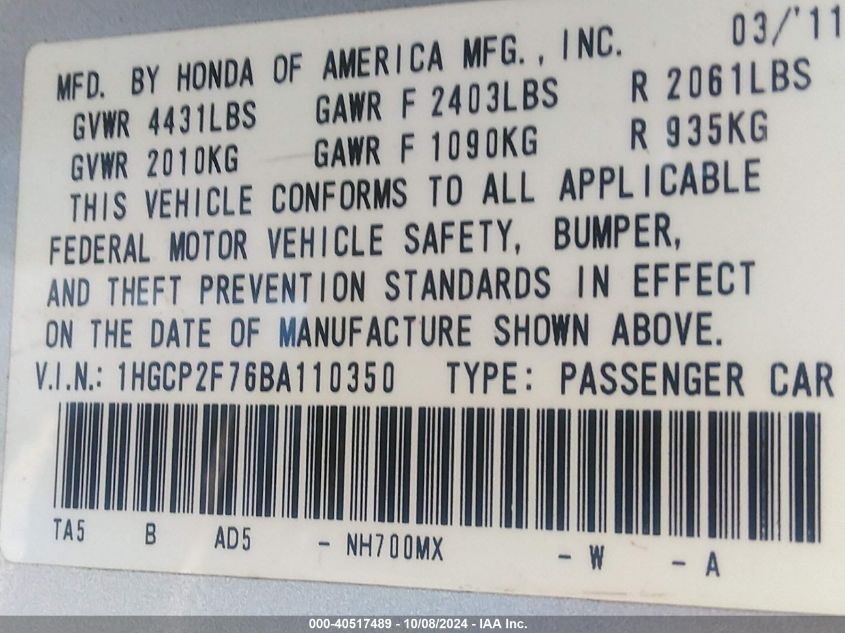 03/'11
MFD. BY HONDA OF AMERICA MFG., INC.
GVWR 4431LBS GAWR F 2403LBS R 2061LBS
GVWR 2010KG GAWR F 1090KG R 935KG
THIS VEHICLE CONFORMS TO ALL APPLICABLE
FEDERAL MOTOR VEHICLE SAFETY, BUMPER,
AND THEFT PREVENTION STANDARDS IN EFFECT
ON THE DATE OF MANUFACTURE SHOWN ABOVE.
V.I.N.: 1HGCP2F76BA110350 TYPE: PASSENGER CAR
TA5 B AD5 - NH700MX - W - A
000-40517489 - 10/08/2024 - IAA Inc.